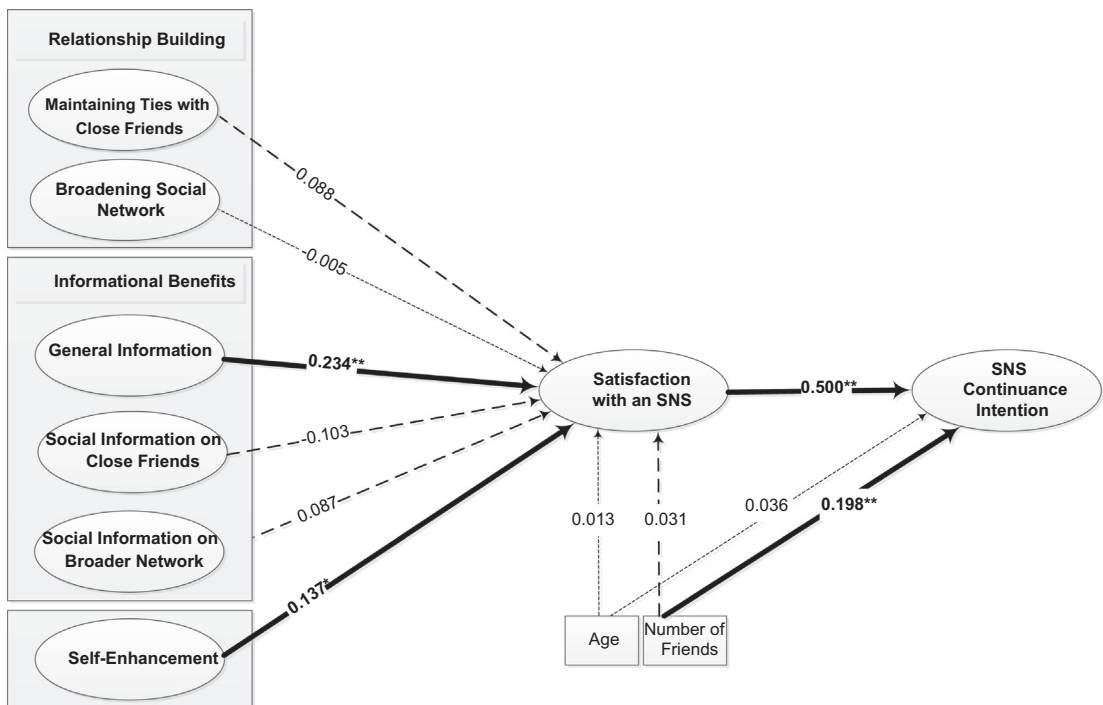 Relationship Building
Maintaining Ties with
Close Friends
Broadening Social
Network
0.088
-0.005
Informational Benefits
General Information
0.234**
Social Information on
Close Friends
-0.103
Social Information on
Broader Network
0.087
Self-Enhancement
0.137*
Satisfaction
with an SNS
0.500**
SNS
Continuance
Intention
0.013
0.031
0.036
0.198**
Age
Number of
Friends